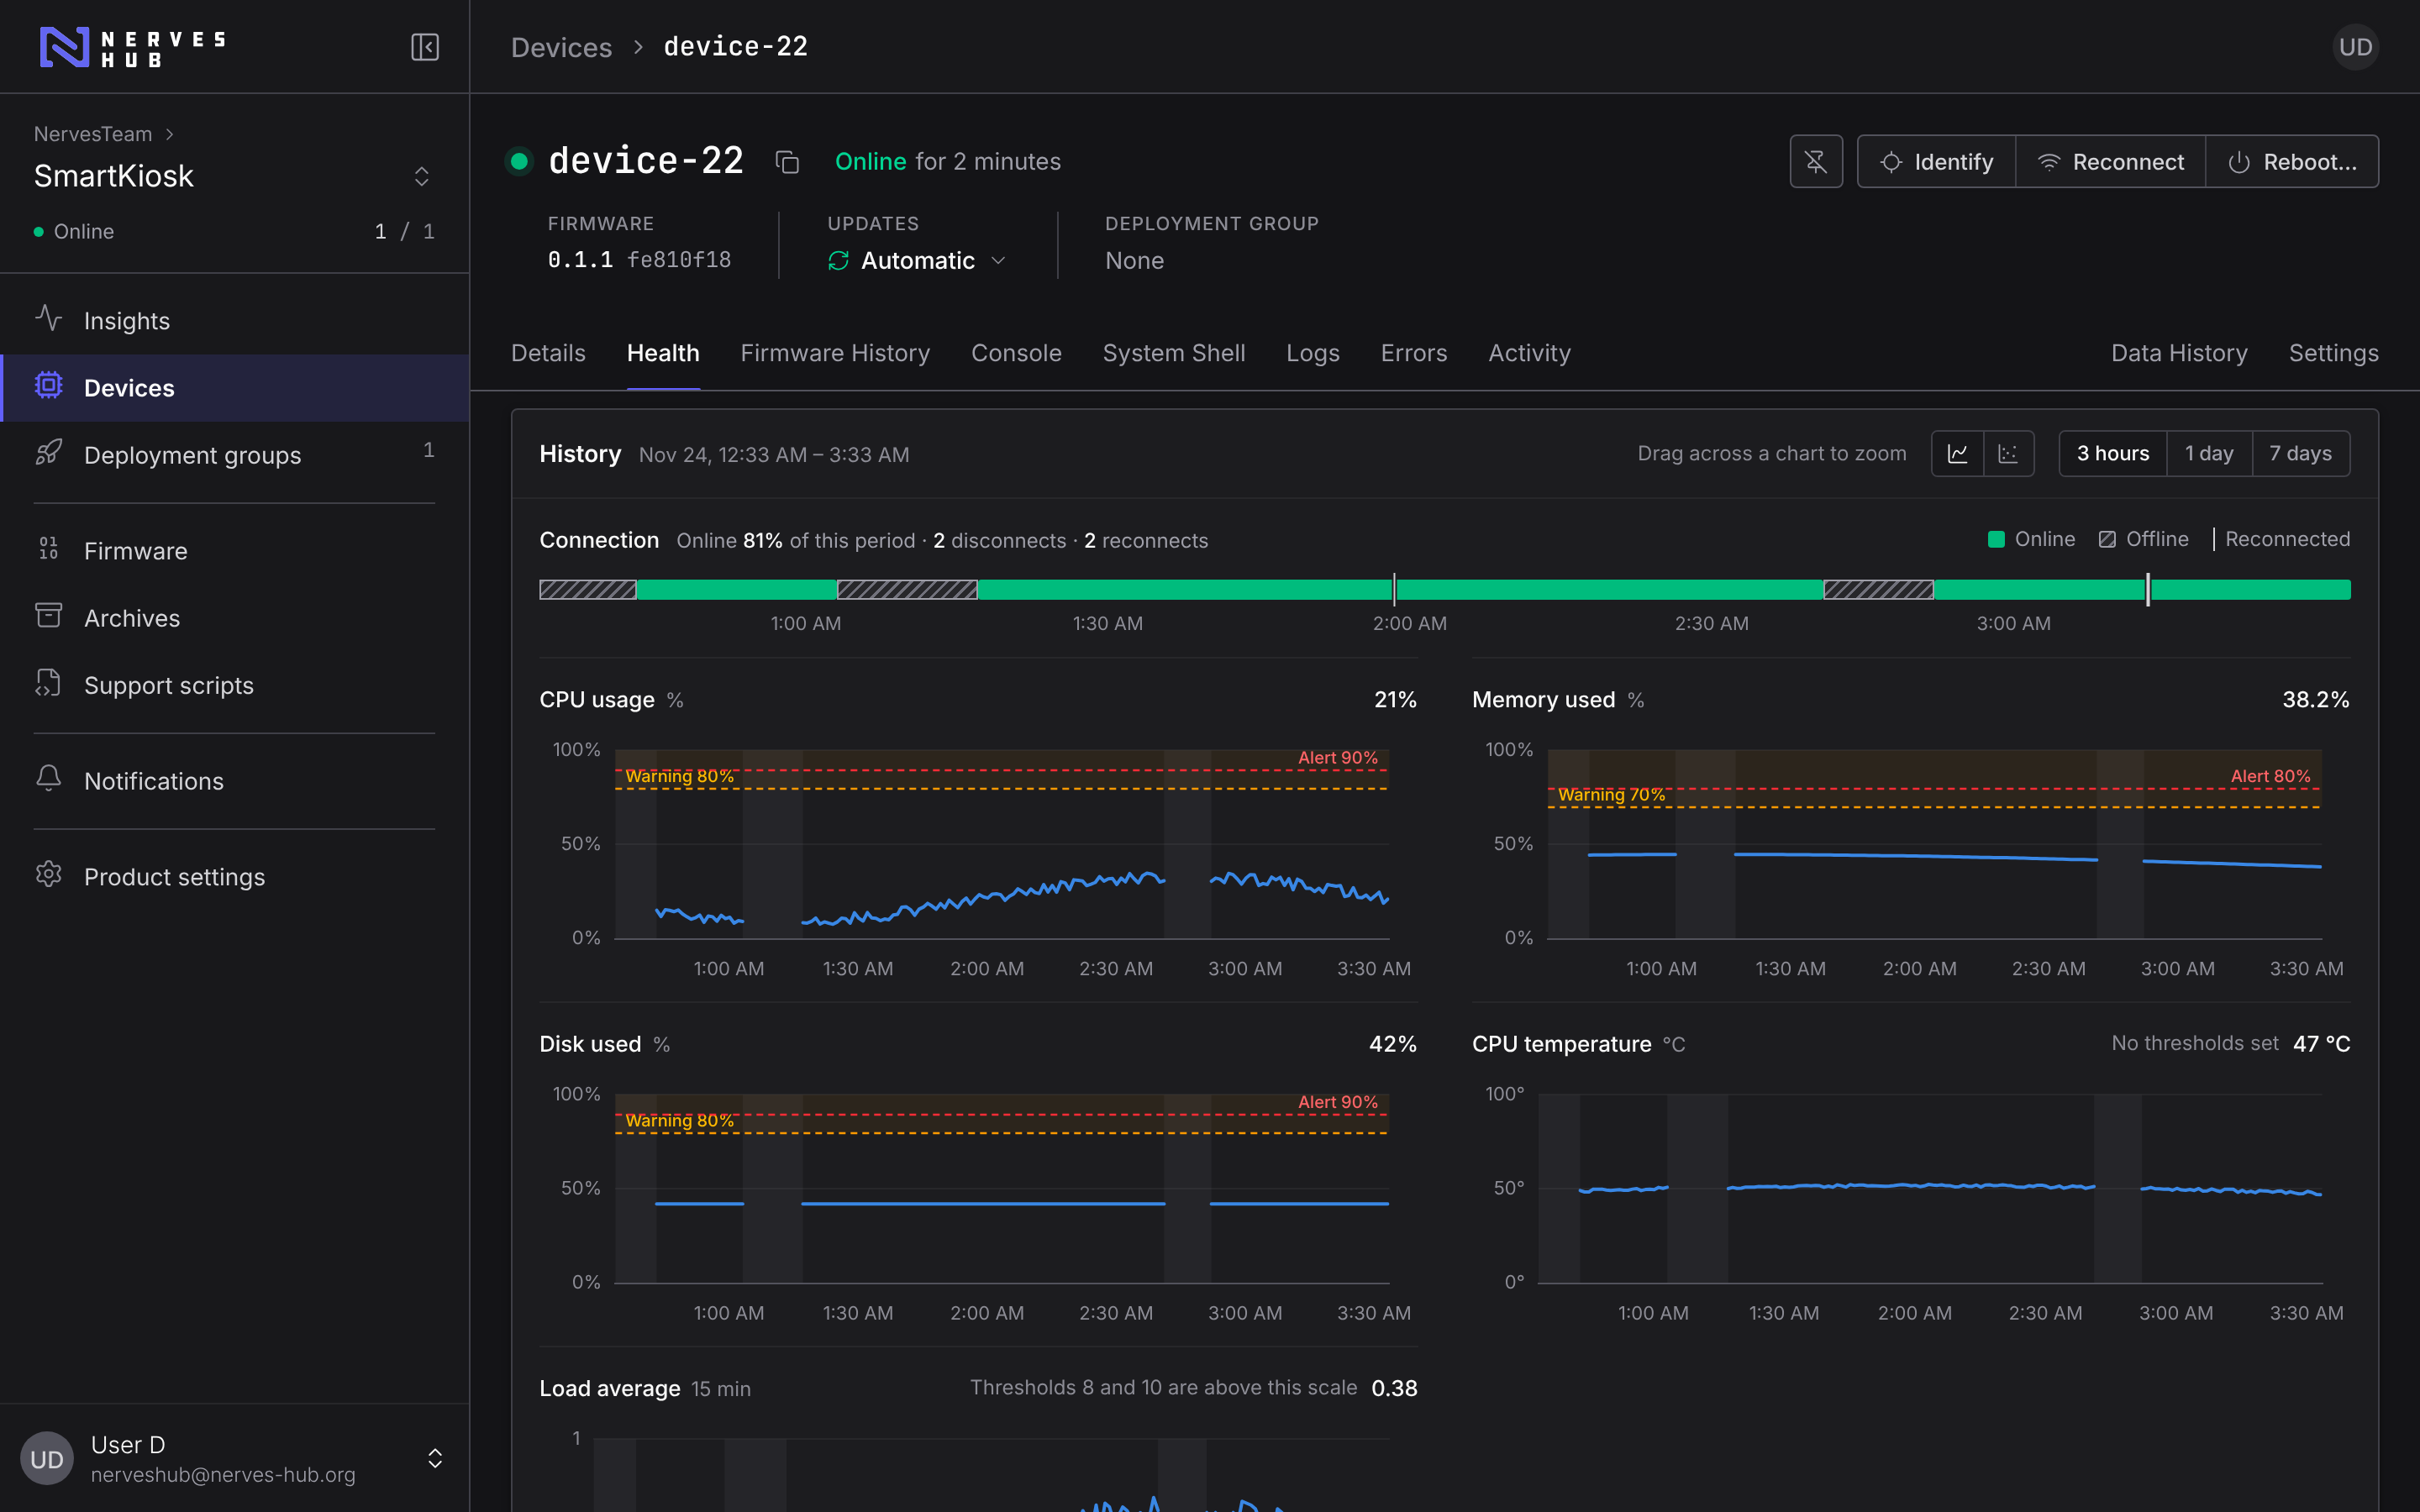 NERVES
HUB
NervesTeam
SmartKiosk
Online 1 / 1
Insights
Devices
Deployment groups 1
Firmware
Archives
Support scripts
Notifications
Product settings
UD
User D
nerveshub@nerves-hub.org
Devices device-22
UD
device-22 Online for 2 minutes
Identify Reconnect Reboot...
FIRMWARE
0.1.1 fe810f18
UPDATES
Automatic
DEPLOYMENT GROUP
None
Details Health Firmware History Console System Shell Logs Errors Activity Data History Settings
History Nov 24, 12:33 AM – 3:33 AM
Drag across a chart to zoom 3 hours 1 day 7 days
Connection Online 81% of this period · 2 disconnects · 2 reconnects
Online Offline Reconnected
1:00 AM 1:30 AM 2:00 AM 2:30 AM 3:00 AM
CPU usage % 21%
100%
Alert 90%
Warning 80%
50%
0%
1:00 AM 1:30 AM 2:00 AM 2:30 AM 3:00 AM 3:30 AM
Memory used % 38.2%
100%
Alert 80%
Warning 70%
50%
0%
1:00 AM 1:30 AM 2:00 AM 2:30 AM 3:00 AM 3:30 AM
Disk used % 42%
100%
Alert 90%
Warning 80%
50%
0%
1:00 AM 1:30 AM 2:00 AM 2:30 AM 3:00 AM 3:30 AM
CPU temperature °C No thresholds set 47 °C
100°
50°
0°
1:00 AM 1:30 AM 2:00 AM 2:30 AM 3:00 AM 3:30 AM
Load average 15 min Thresholds 8 and 10 are above this scale 0.38
1